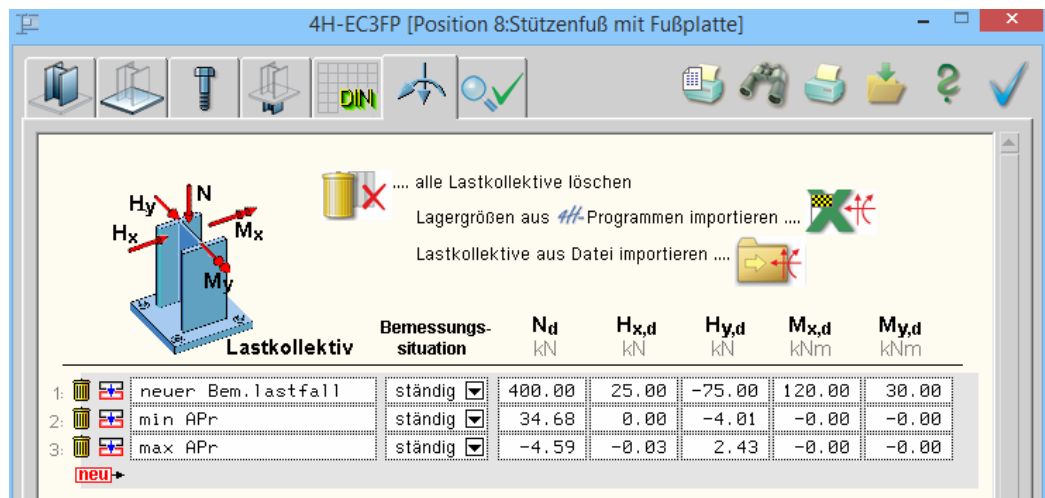 4H-EC3FP [Position 8:Stützenfuß mit Fußplatte]
DIN
.... alle Lastkollektive löschen
Lagergrößen aus 4H-Programmen importieren ....
Lastkollektive aus Datei importieren ....
N
Hy
Hx
Mx
My
Lastkollektiv
Bemessungs-
situation
Nd Hx,d Hy,d Mx,d My,d
kN kN kN kNm kNm
1: neuer Bem.lastfall ständig 400.00 25.00 -75.00 120.00 30.00
2: min APr ständig 34.68 0.00 -4.01 -0.00 -0.00
3: max APr ständig -4.59 -0.03 2.43 -0.00 -0.00
neu